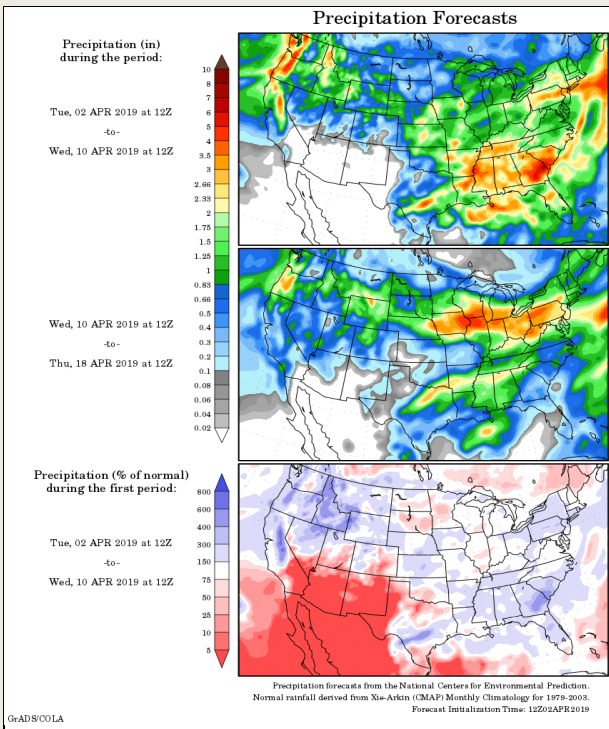 Precipitation Forecasts
Precipitation (in)
during the period:
Tue, 02 APR 2019 at 12Z
-to-
Wed, 10 APR 2019 at 12Z
10
8
7
6
5
4
3.5
3
2.66
2.33
2
1.75
1.5
1.25
1
0.83
0.66
0.5
0.4
0.3
0.2
0.1
0.08
0.06
0.04
0.02
Wed, 10 APR 2019 at 12Z
-to-
Thu, 18 APR 2019 at 12Z
Precipitation (% of normal)
during the first period:
Tue, 02 APR 2019 at 12Z
-to-
Wed, 10 APR 2019 at 12Z
800
600
400
300
150
75
50
25
10
5
Precipitation forecasts from the National Centers for Environmental Prediction.
Normal rainfall derived from Xie-Arkin (CMAP) Monthly Climatology for 1979-2003.
Forecast Initialization Time: 12Z02APR2019
GrADS/COLA